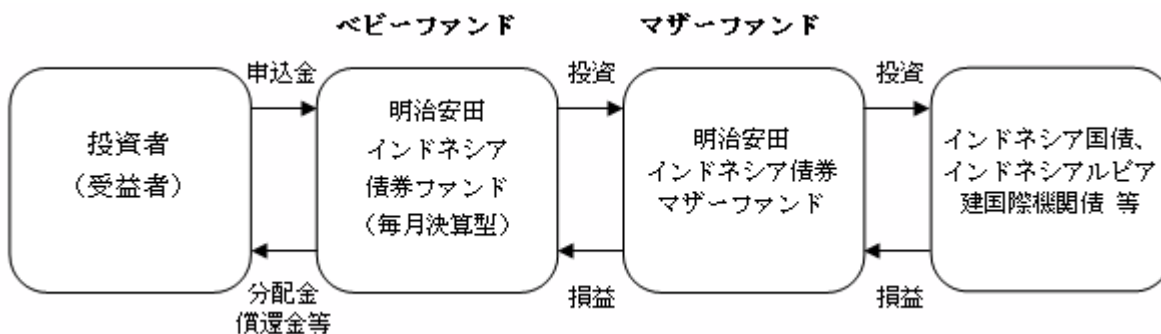 ベビーファンド
マザーファンド
申込金
投資
投資
投資者
（受益者）
明治安田
インドネシア
債券ファンド
（毎月決算型）
明治安田
インドネシア債券
マザーファンド
インドネシア国債、
インドネシアルピア
建国際機関債 等
分配金
償還金等
損益
損益